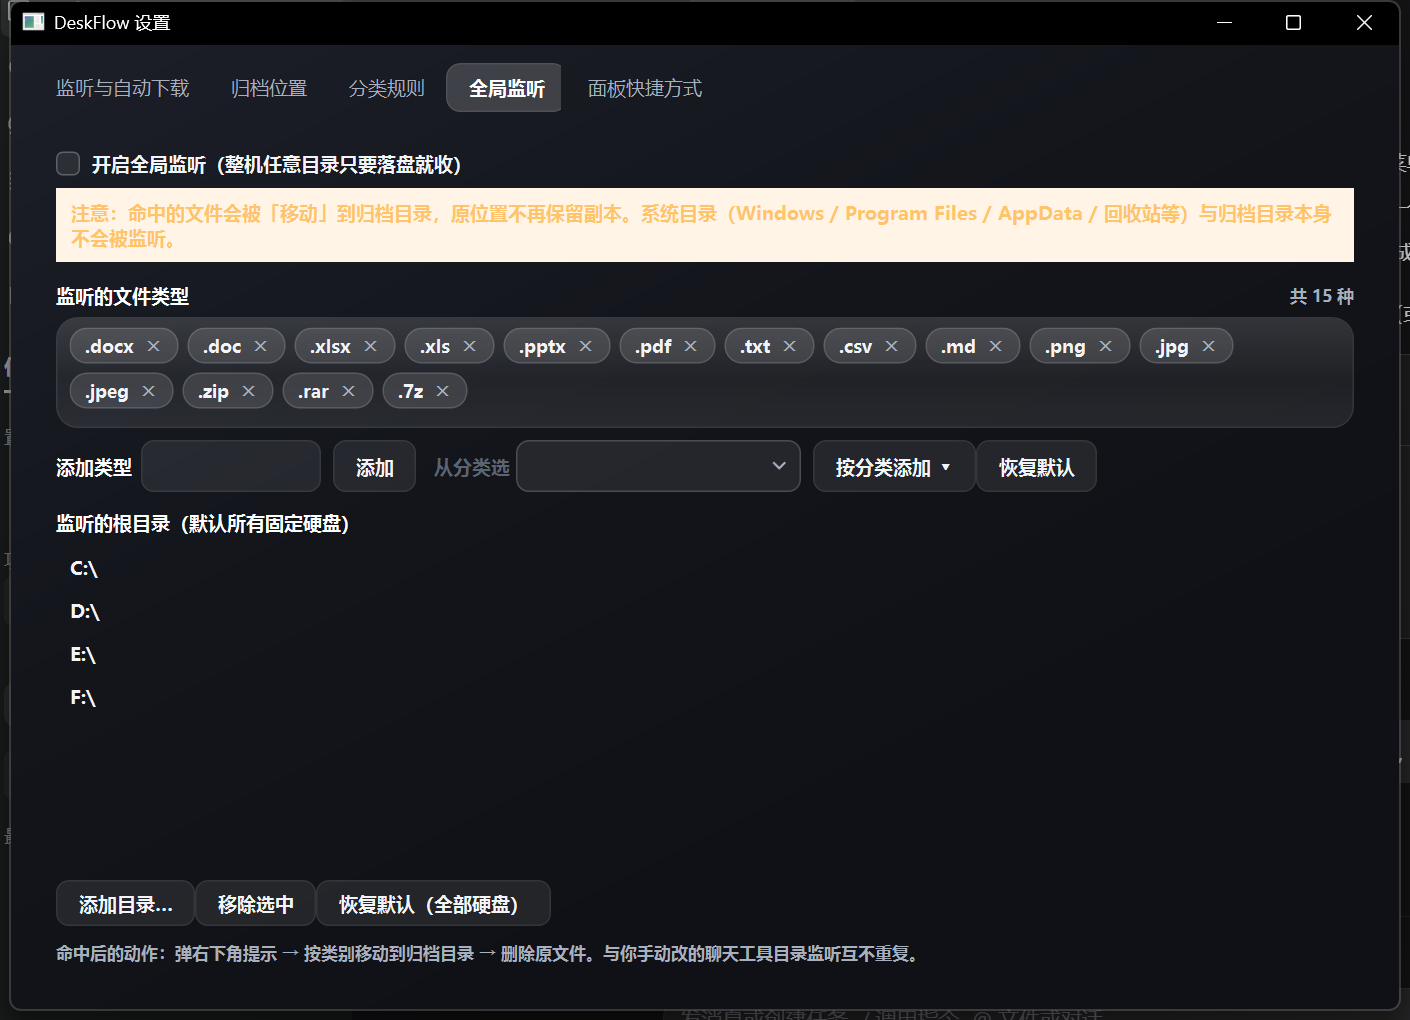 DeskFlow 设置
监听与自动下载 归档位置 分类规则 全局监听 面板快捷方式
开启全局监听（整机任意目录只要落盘就收）
注意：命中的文件会被「移动」到归档目录，原位置不再保留副本。系统目录（Windows / Program Files / AppData / 回收站等）与归档目录本身
不会被监听。
监听的文件类型 共 15 种
.docx × .doc × .xlsx × .xls × .pptx × .pdf × .txt × .csv × .md × .png × .jpg ×
.jpeg × .zip × .rar × .7z ×
添加类型 添加 从分类选 按分类添加 ▼ 恢复默认
监听的根目录（默认所有固定硬盘）
C:\
D:\
E:\
F:\
添加目录... 移除选中 恢复默认（全部硬盘）
命中后的动作：弹右下角提示 → 按类别移动到归档目录 → 删除原文件。与你手动改的聊天工具目录监听互不重复。